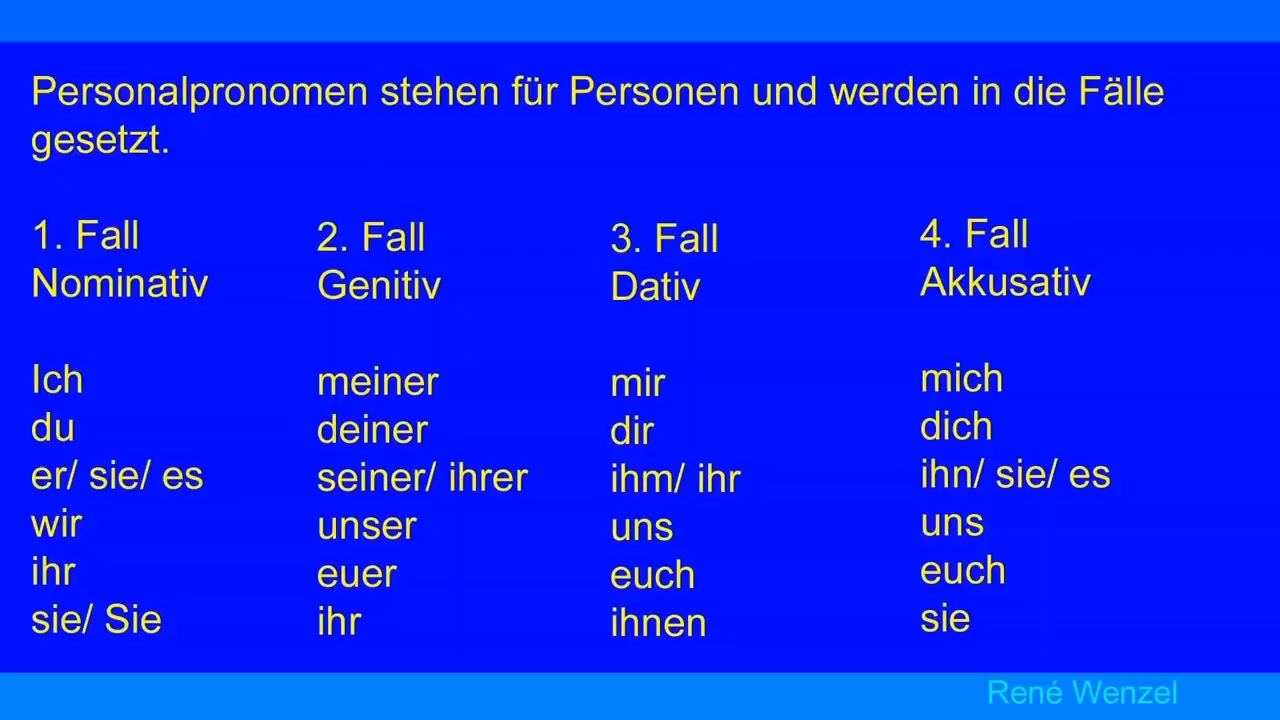 Personalpronomen stehen für Personen und werden in die Fälle
gesetzt.
1. Fall
Nominativ
Ich
du
er/ sie/ es
wir
ihr
sie/ Sie
2. Fall
Genitiv
meiner
deiner
seiner/ ihrer
unser
euer
ihr
3. Fall
Dativ
mir
dir
ihm/ ihr
uns
euch
ihnen
4. Fall
Akkusativ
mich
dich
ihn/ sie/ es
uns
euch
sie
René Wenzel